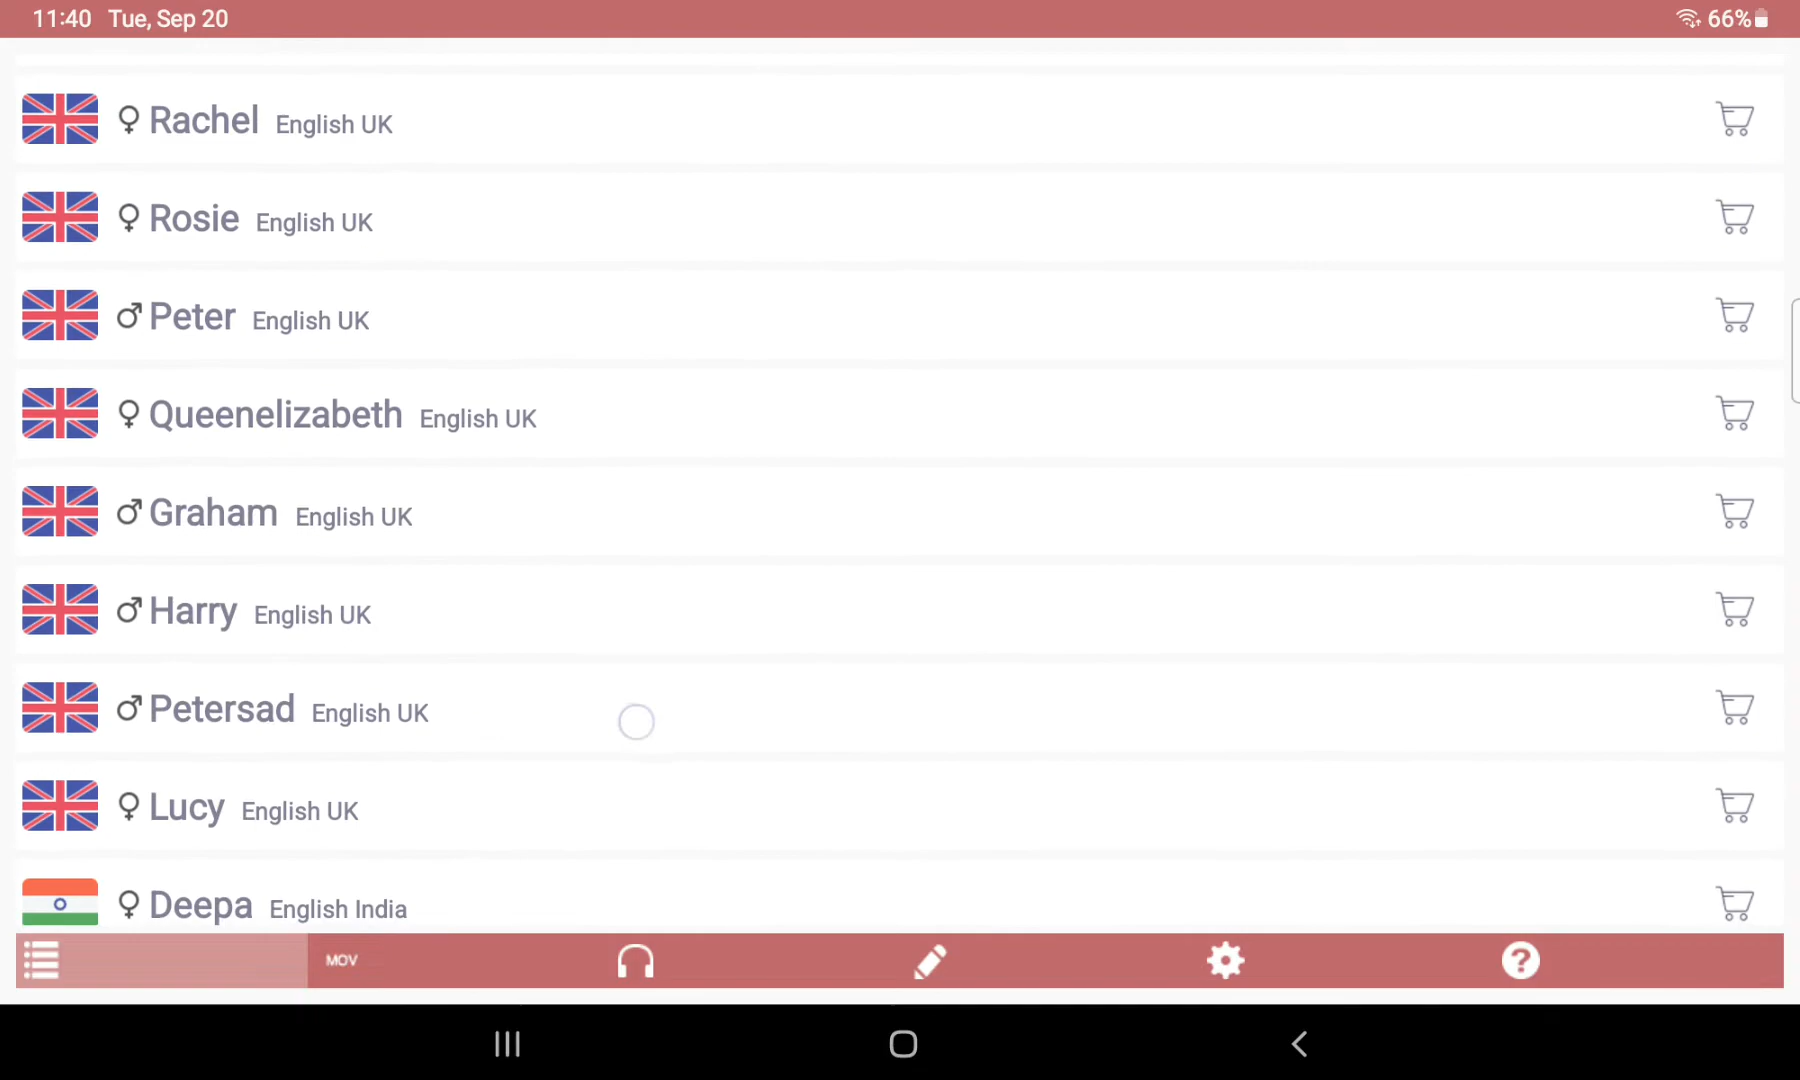 11:40 Tue, Sep 20 66%
Rachel English UK
Rosie English UK
Peter English UK
Queenelizabeth English UK
Graham English UK
Harry English UK
Petersad English UK
Lucy English UK
Deepa English India
MOV ?